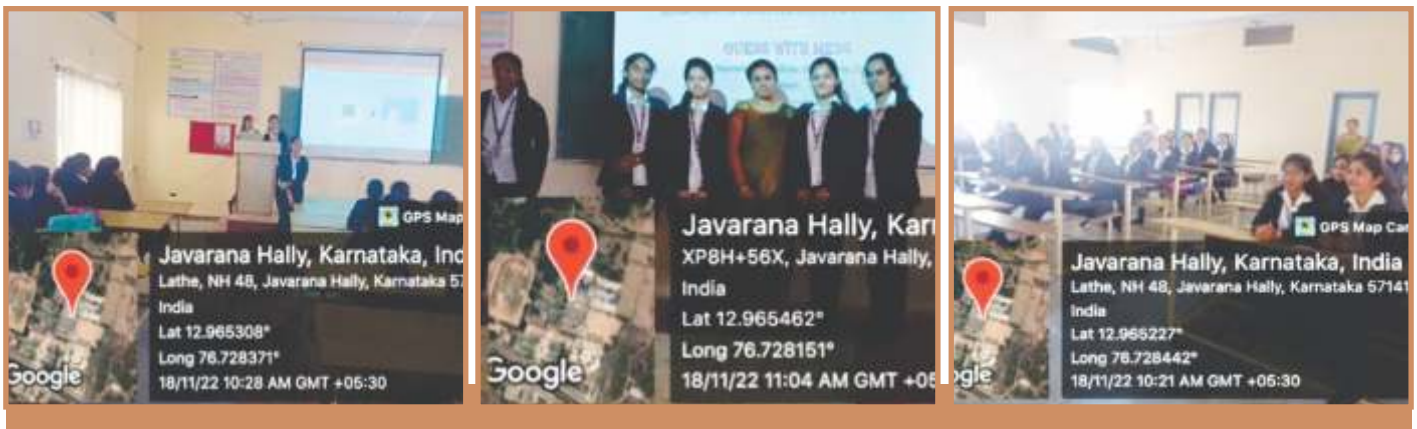 GPS Map
Javarana Hally, Karnataka, Ind
Lathe, NH 48, Javarana Hally, Karnataka 57
India
Lat 12.965308°
Long 76.728371°
18/11/22 10:28 AM GMT +05:30
Google
Javarana Hally, Kar
XP8H+56X, Javarana Hally,
India
Lat 12.965462°
Long 76.728151°
18/11/22 11:04 AM GMT +05
Google
GPS Map Cam
Javarana Hally, Karnataka, India
Lathe, NH 48, Javarana Hally, Karnataka 57141
India
Lat 12.965227°
Long 76.728442°
18/11/22 10:21 AM GMT +05:30
ogle